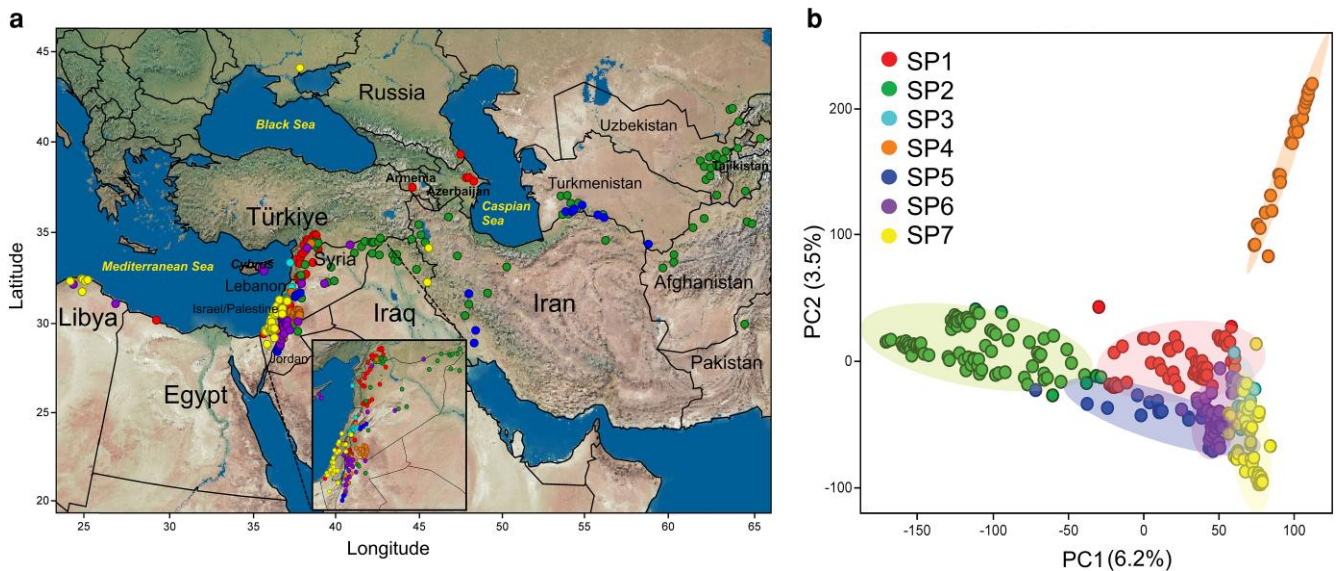 a
45
40
35
30
25
20
Latitude
25
30
35
40
45
50
55
60
65
Longitude
Russia
Black Sea
Uzbekistan
Armenia
Azerbaijan
Caspian
Sea
Turkmenistan
Tajikistan
Türkiye
Mediterranean Sea
Cyprus
Syria
Lebanon
Israel/Palestine
Iraq
Iran
Afghanistan
Pakistan
Libya
Jordan
Egypt
b
SP1
SP2
SP3
SP4
SP5
SP6
SP7
200
100
0
-100
PC2 (3.5%)
-150
-100
-50
0
50
100
PC1 (6.2%)